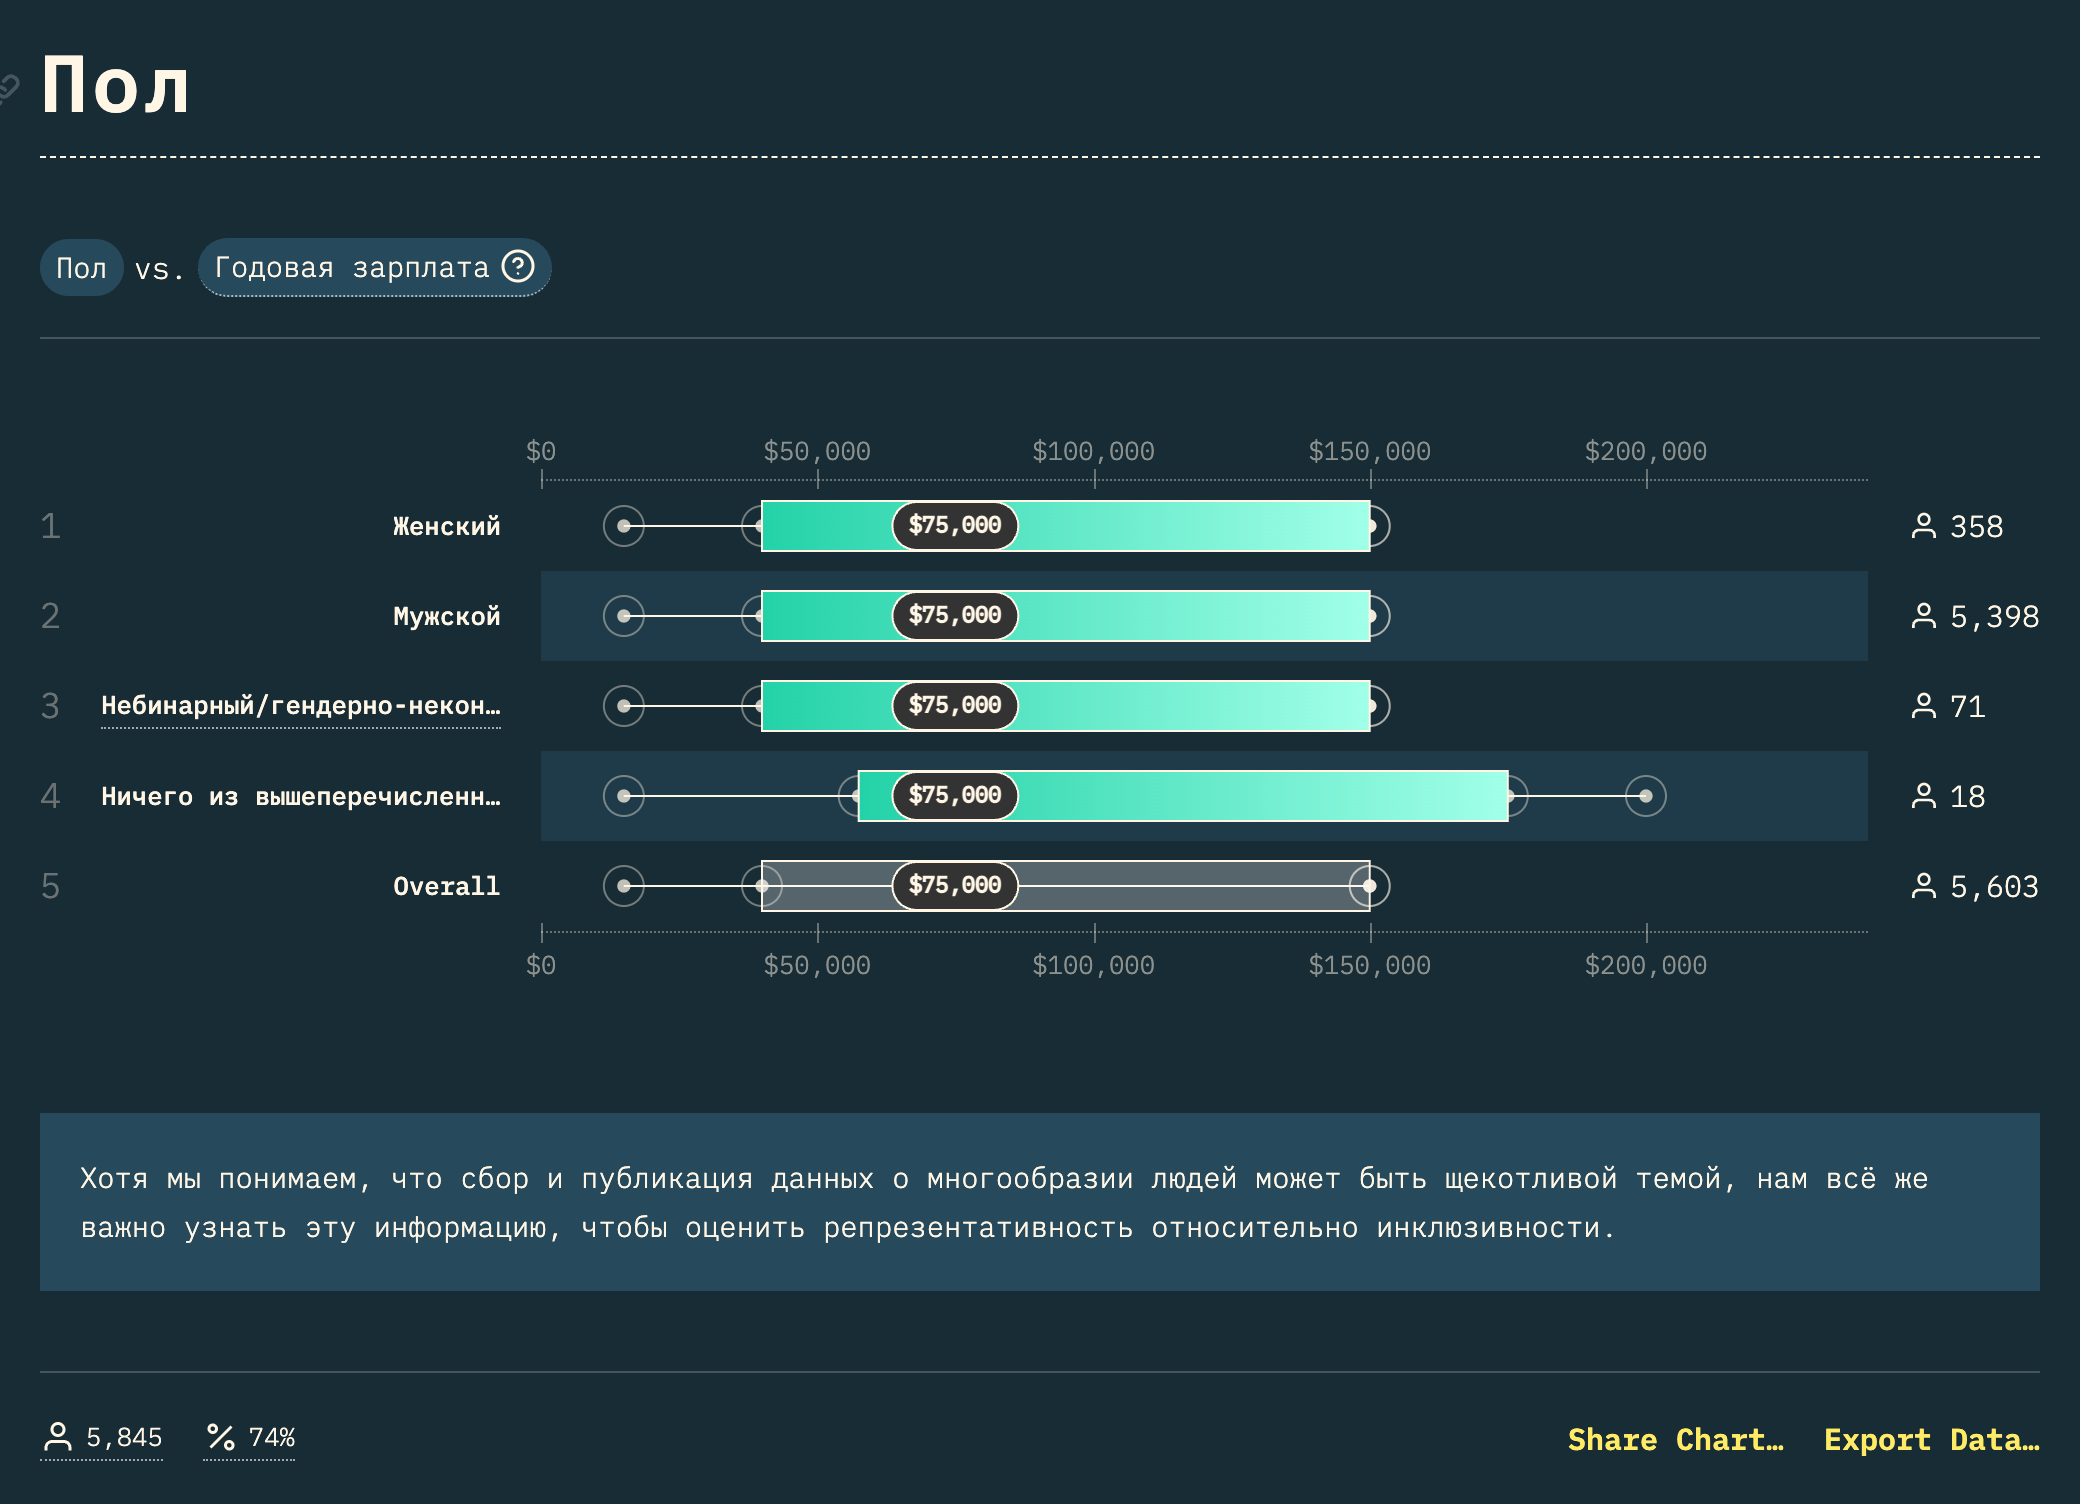 Пол
Пол vs. Годовая зарплата
$0 $50,000 $100,000 $150,000 $200,000
1 Женский $75,000 358
2 Мужской $75,000 5,398
3 Небинарный/гендерно-некон… $75,000 71
4 Ничего из вышеперечисленн… $75,000 18
5 Overall $75,000 5,603
$0 $50,000 $100,000 $150,000 $200,000
Хотя мы понимаем, что сбор и публикация данных о многообразии людей может быть щекотливой темой, нам всё же
важно узнать эту информацию, чтобы оценить репрезентативность относительно инклюзивности.
5,845 74% Share Chart… Export Data…